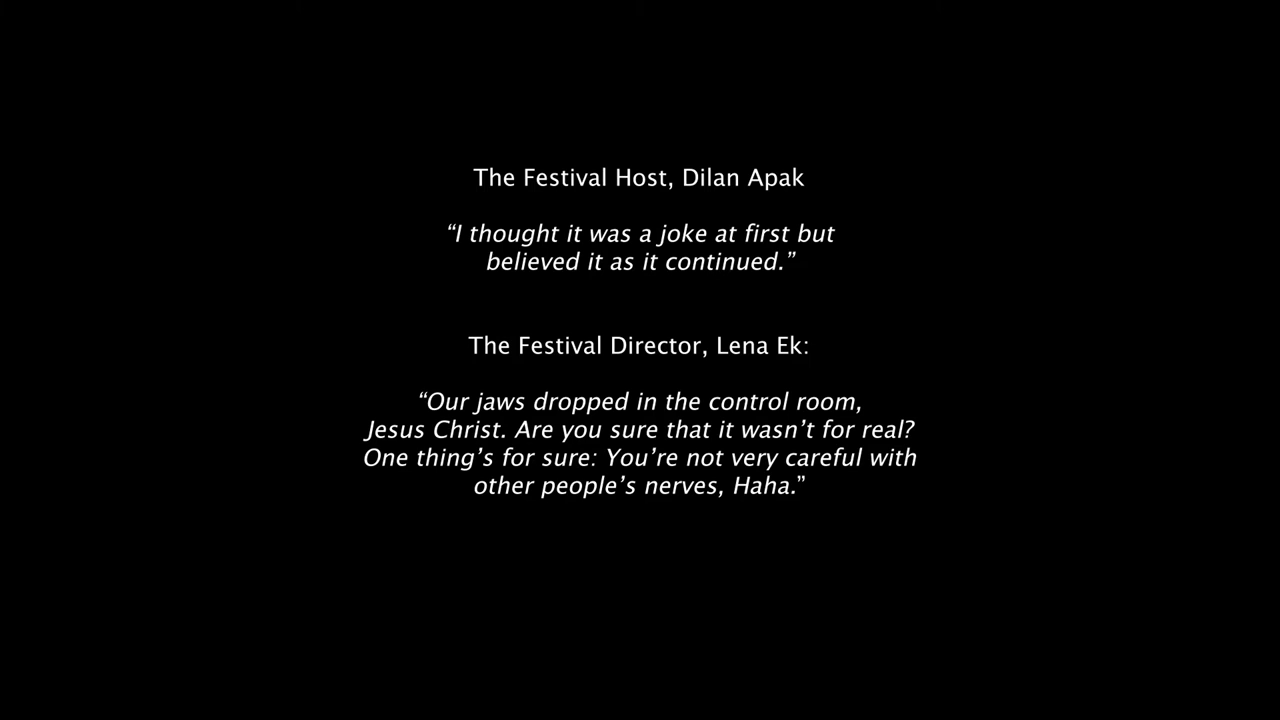 The Festival Host, Dilan Apak
“I thought it was a joke at first but
believed it as it continued.”
The Festival Director, Lena Ek:
“Our jaws dropped in the control room,
Jesus Christ. Are you sure that it wasn’t for real?
One thing’s for sure: You’re not very careful with
other people’s nerves, Haha.”